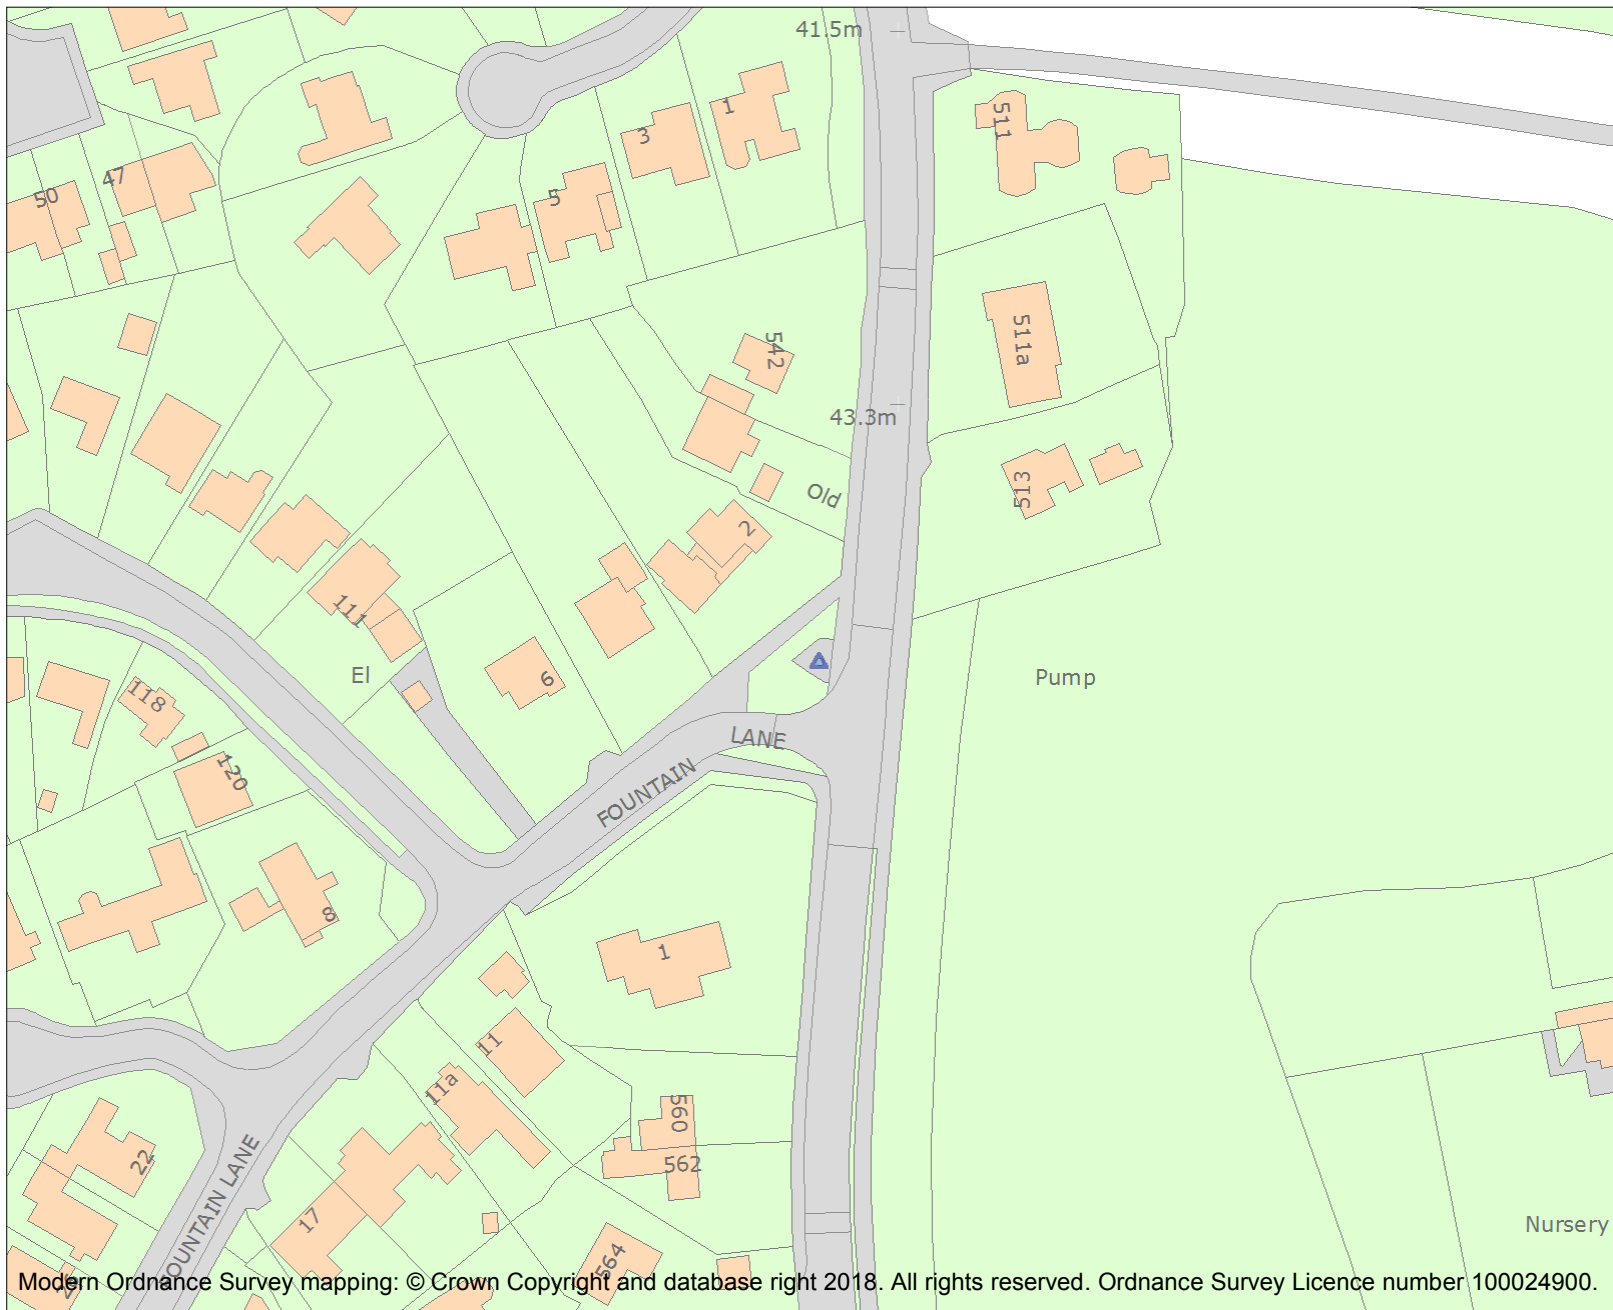 41.5m
1
3
511
47
50
5
542
511a
43.3m
Old
513
2
111
El
6
Pump
118
LANE
120
FOUNTAIN
8
1
11
11a
560
562
22
FOUNTAIN LANE
17
564
Nursery
Modern Ordnance Survey mapping: © Crown Copyright and database right 2018. All rights reserved. Ordnance Survey Licence number 100024900.